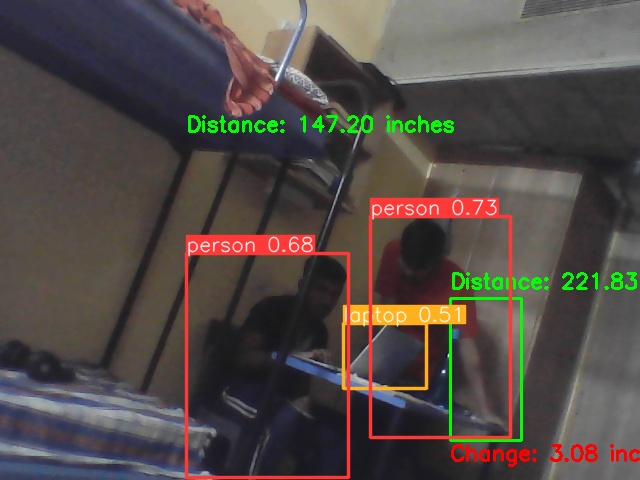 Distance: 147.20 inches
person 0.73
person 0.68
Distance: 221.83
laptop 0.51
Change: 3.08 inc